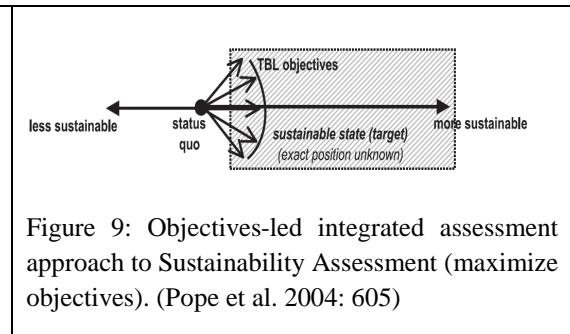 TBL objectives
less sustainable
status
quo
more sustainable
sustainable state (target)
(exact position unknown)
Figure 9: Objectives-led integrated assessment
approach to Sustainability Assessment (maximize
objectives). (Pope et al. 2004: 605)